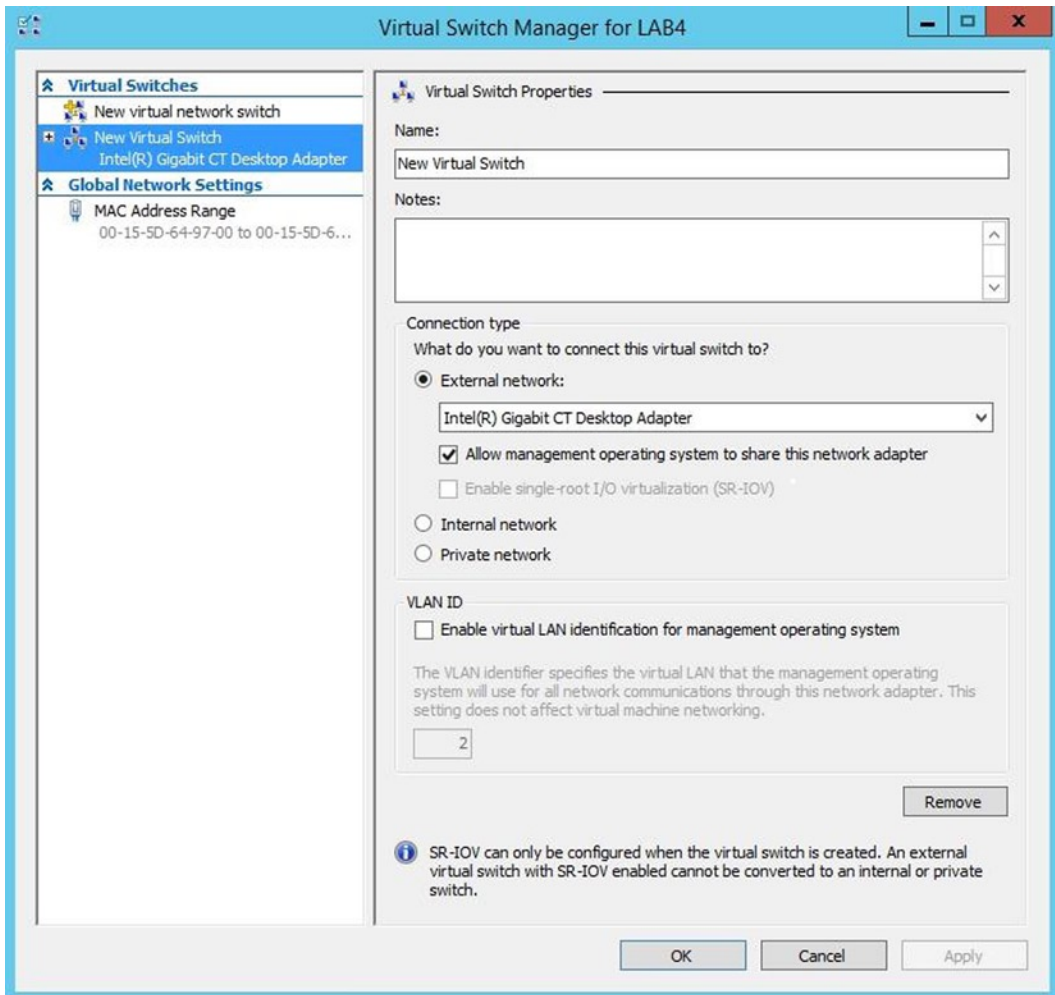 Virtual Switch Manager for LAB4
Virtual Switches
New virtual network switch
New Virtual Switch
Intel(R) Gigabit CT Desktop Adapter
Global Network Settings
MAC Address Range
00-15-5D-64-97-00 to 00-15-5D-6...
Virtual Switch Properties
Name:
New Virtual Switch
Notes:
Connection type
What do you want to connect this virtual switch to?
External network:
Intel(R) Gigabit CT Desktop Adapter
Allow management operating system to share this network adapter
Enable single-root I/O virtualization (SR-IOV)
Internal network
Private network
VLAN ID
Enable virtual LAN identification for management operating system
The VLAN identifier specifies the virtual LAN that the management operating
system will use for all network communications through this network adapter. This
setting does not affect virtual machine networking.
2
Remove
SR-IOV can only be configured when the virtual switch is created. An external
virtual switch with SR-IOV enabled cannot be converted to an internal or private
switch.
OK
Cancel
Apply